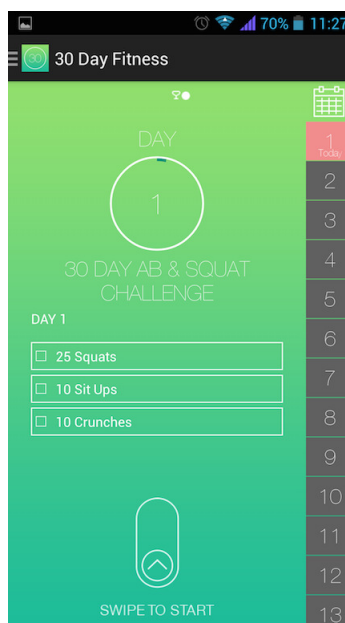 70% 11:27
30 30 Day Fitness
DAY
1
30 DAY AB & SQUAT
CHALLENGE
DAY 1
25 Squats
10 Sit Ups
10 Crunches
SWIPE TO START
1
Today
2
3
4
5
6
7
8
9
10
11
12
13